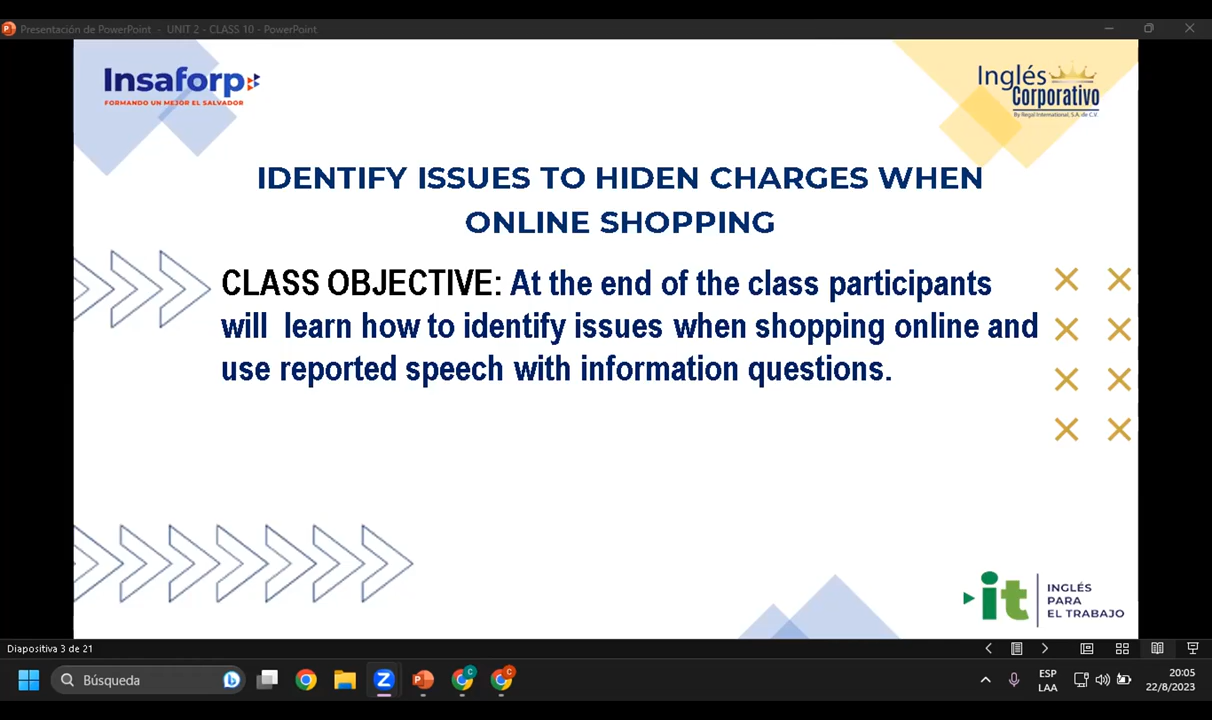 Presentación de PowerPoint - UNIT 2 - CLASS 10 - PowerPoint
Insaforp
FORMANDO UN MEJOR EL SALVADOR
Inglés
Corporativo
By Regal International, S.A. de C.V.
IDENTIFY ISSUES TO HIDEN CHARGES WHEN
ONLINE SHOPPING
CLASS OBJECTIVE: At the end of the class participants
will learn how to identify issues when shopping online and
use reported speech with information questions.
it
INGLÉS
PARA
EL TRABAJO
Diapositiva 3 de 21
Búsqueda
ESP
LAA
20:05
22/8/2023